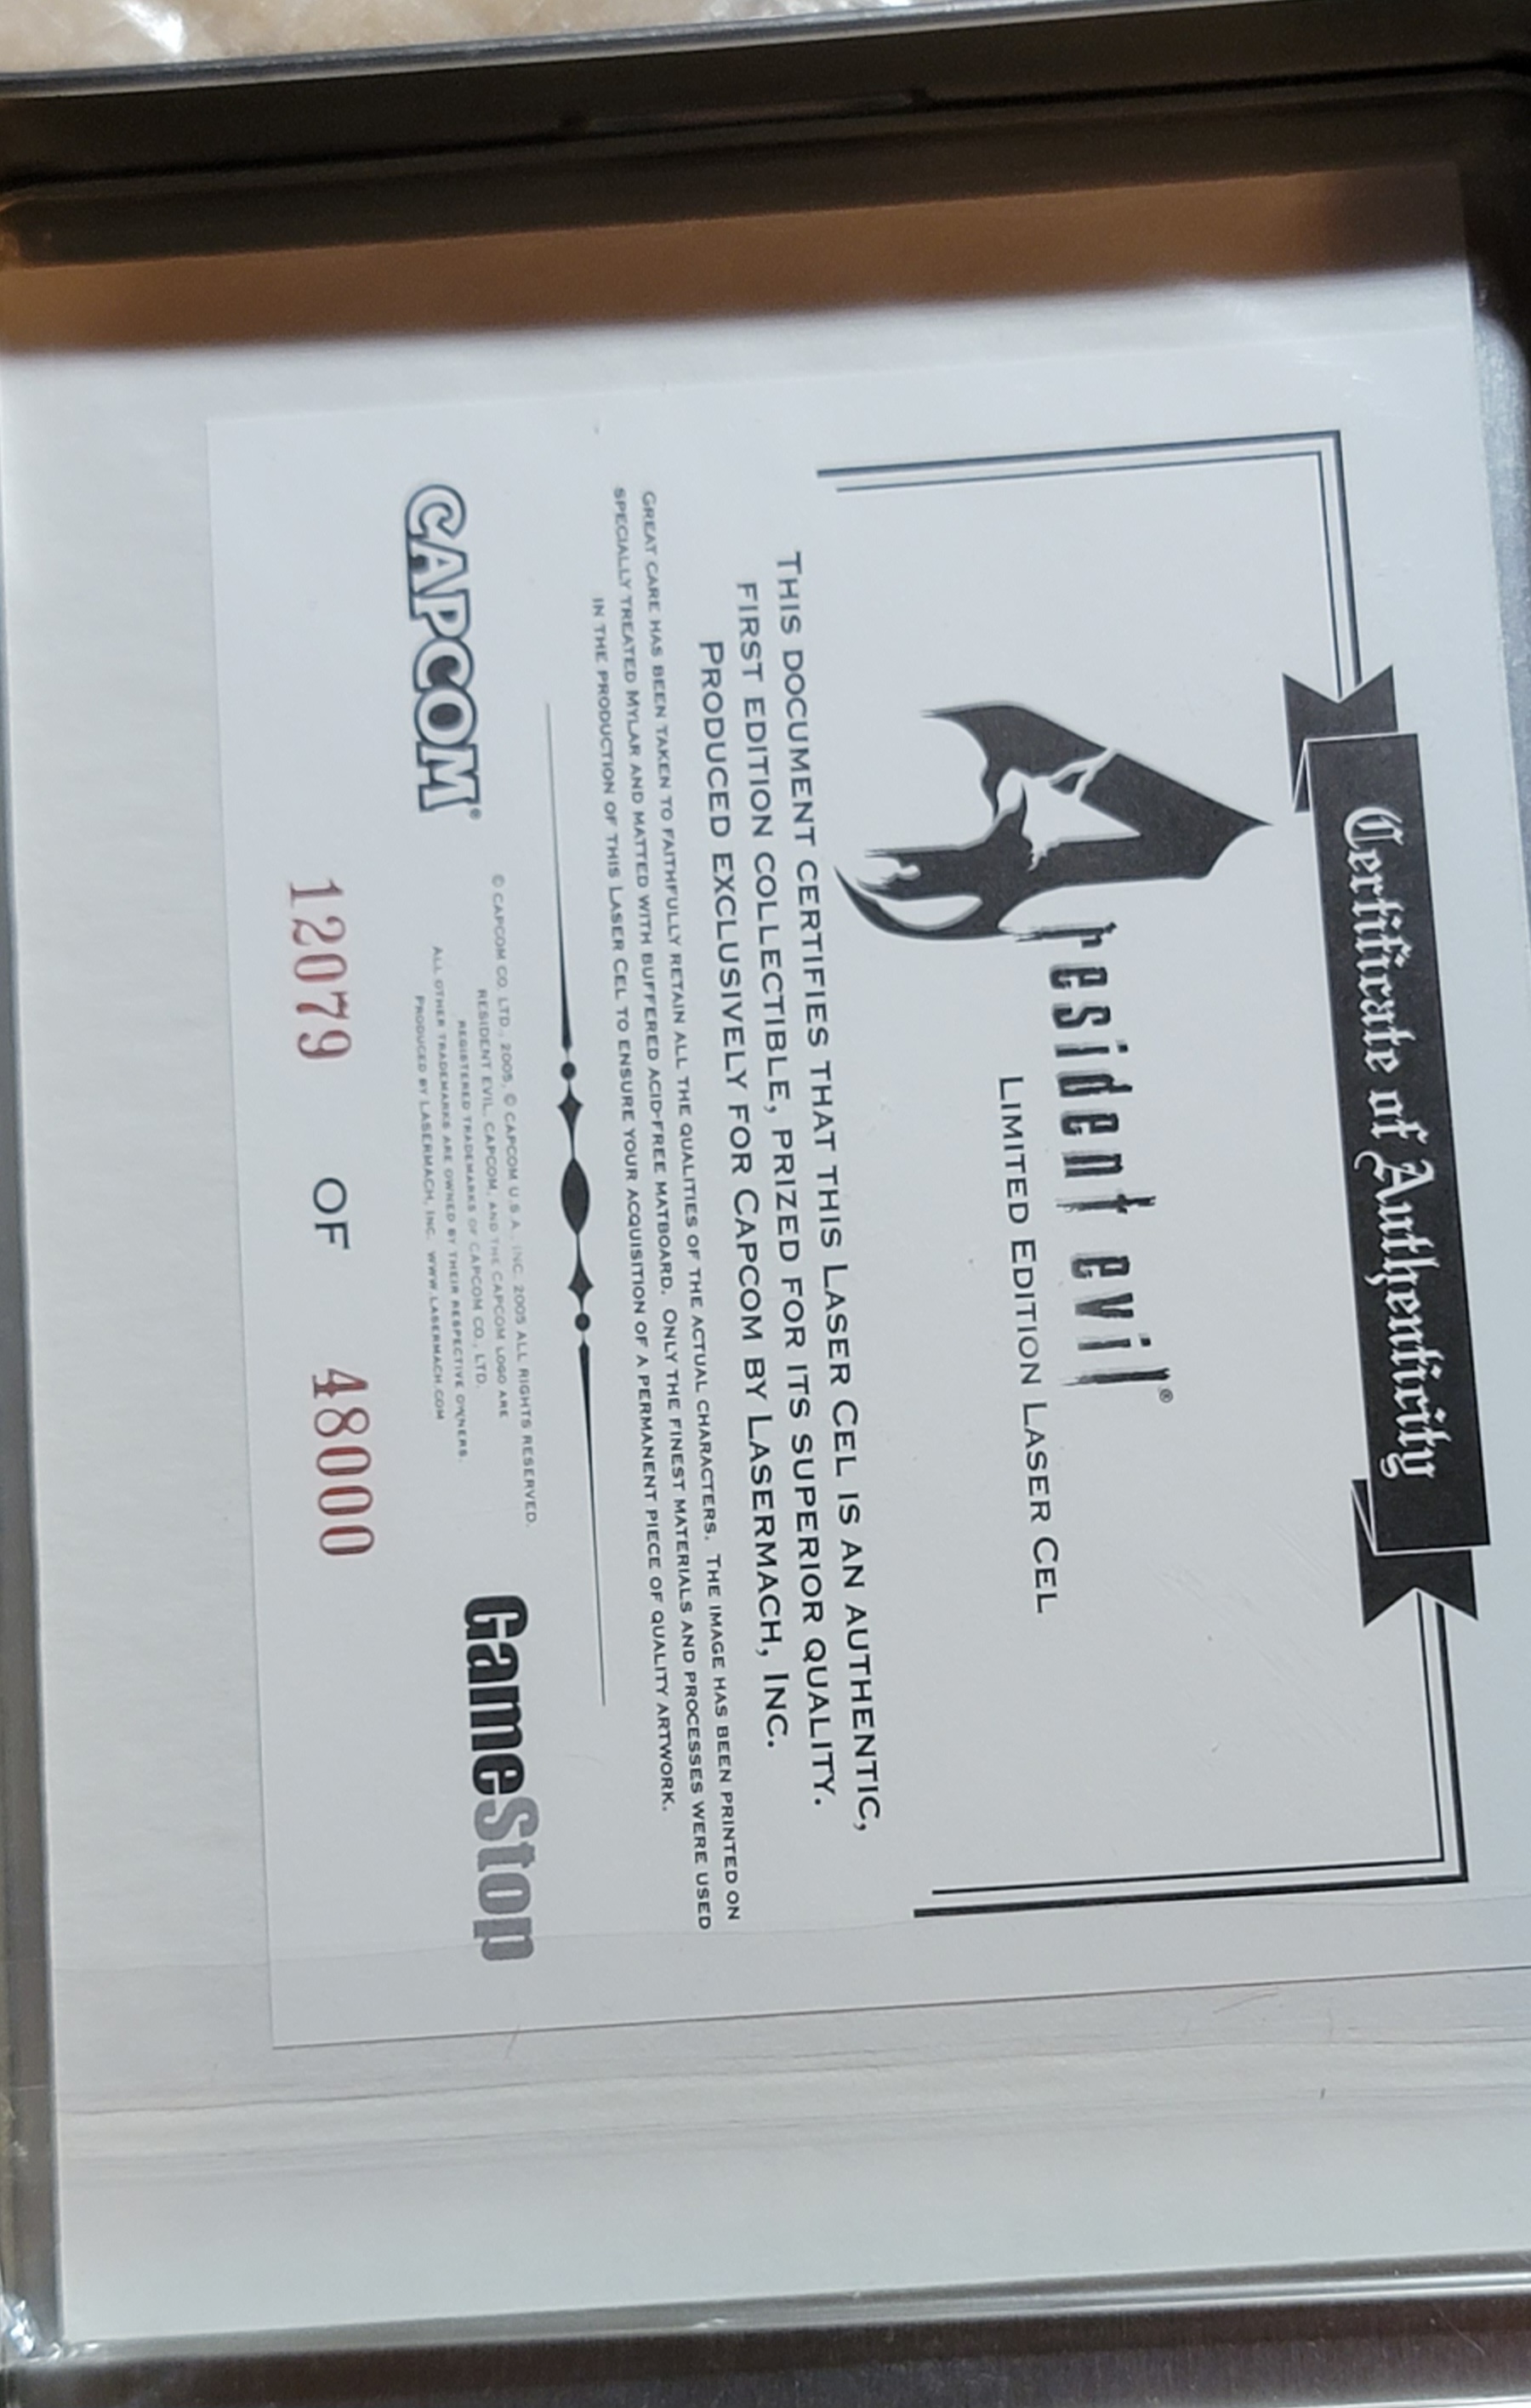 Certificate of Authenticity
resident evil®
4
LIMITED EDITION LASER CEL
THIS DOCUMENT CERTIFIES THAT THIS LASER CEL IS AN AUTHENTIC,
FIRST EDITION COLLECTIBLE, PRIZED FOR ITS SUPERIOR QUALITY.
PRODUCED EXCLUSIVELY FOR CAPCOM BY LASERMACH, INC.
GREAT CARE HAS BEEN TAKEN TO FAITHFULLY RETAIN ALL THE QUALITIES OF THE ACTUAL CHARACTERS. THE IMAGE HAS BEEN PRINTED ON
SPECIALLY TREATED MYLAR AND MATTED WITH BUFFERED ACID-FREE MATBOARD. ONLY THE FINEST MATERIALS AND PROCESSES WERE USED
IN THE PRODUCTION OF THIS LASER CEL TO ENSURE YOUR ACQUISITION OF A PERMANENT PIECE OF QUALITY ARTWORK.
CAPCOM®
© CAPCOM CO. LTD., 2005, © CAPCOM U.S.A., INC. 2005 ALL RIGHTS RESERVED.
RESIDENT EVIL, CAPCOM, AND THE CAPCOM LOGO ARE
REGISTERED TRADEMARKS OF CAPCOM CO., LTD.
ALL OTHER TRADEMARKS ARE OWNED BY THEIR RESPECTIVE OWNERS.
PRODUCED BY LASERMACH, INC. WWW.LASERMACH.COM
GameStop
12079 OF 48000